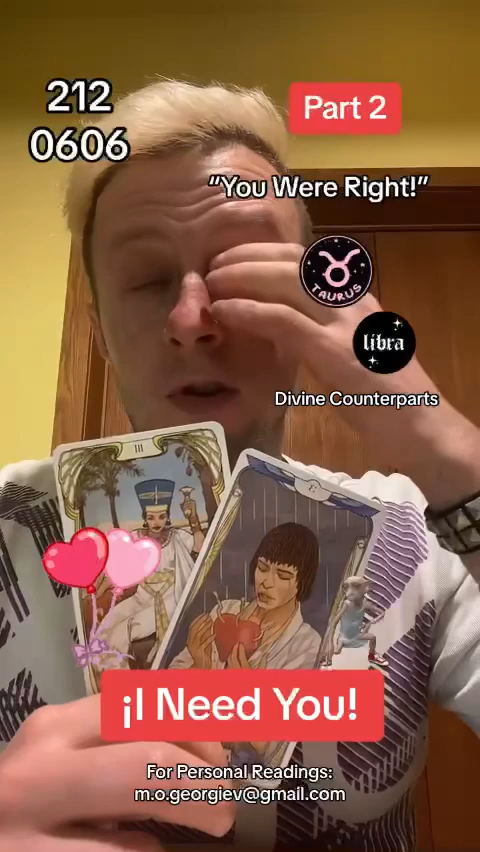 212
0606
Part 2
“You Were Right!”
TAURUS
libra
Divine Counterparts
III
¡I Need You!
For Personal Readings:
m.o.georgiev@gmail.com